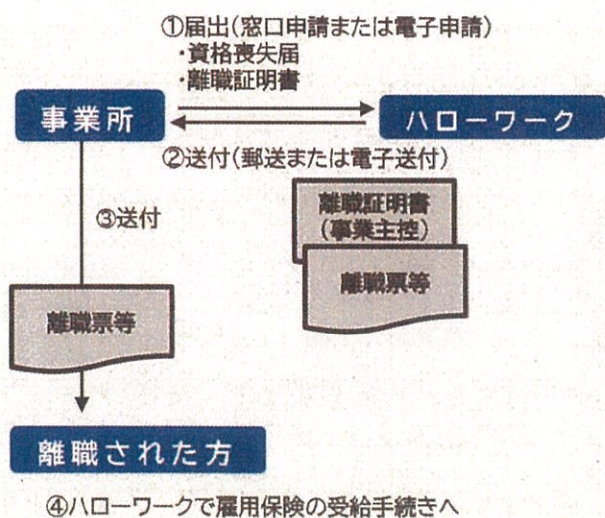 ①届出(窓口申請または電子申請)
・資格喪失届
・離職証明書
事業所
ハローワーク
②送付(郵送または電子送付)
離職証明書
(事業主控)
離職票等
③送付
離職票等
離職された方
④ハローワークで雇用保険の受給手続きへ